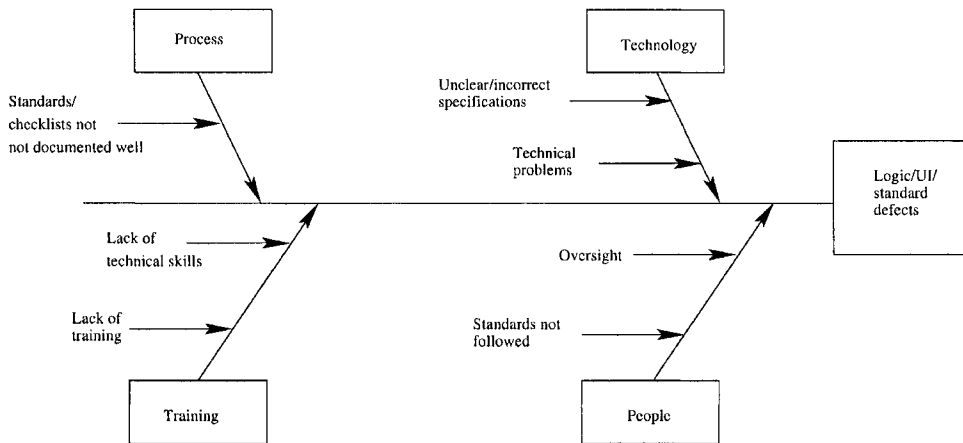 Process
Technology
Unclear/incorrect
specifications
Standards/
checklists not
not documented well
Technical
problems
Logic/UI/
standard
defects
Lack of
technical skills
Oversight
Lack of
training
Standards not
followed
Training
People